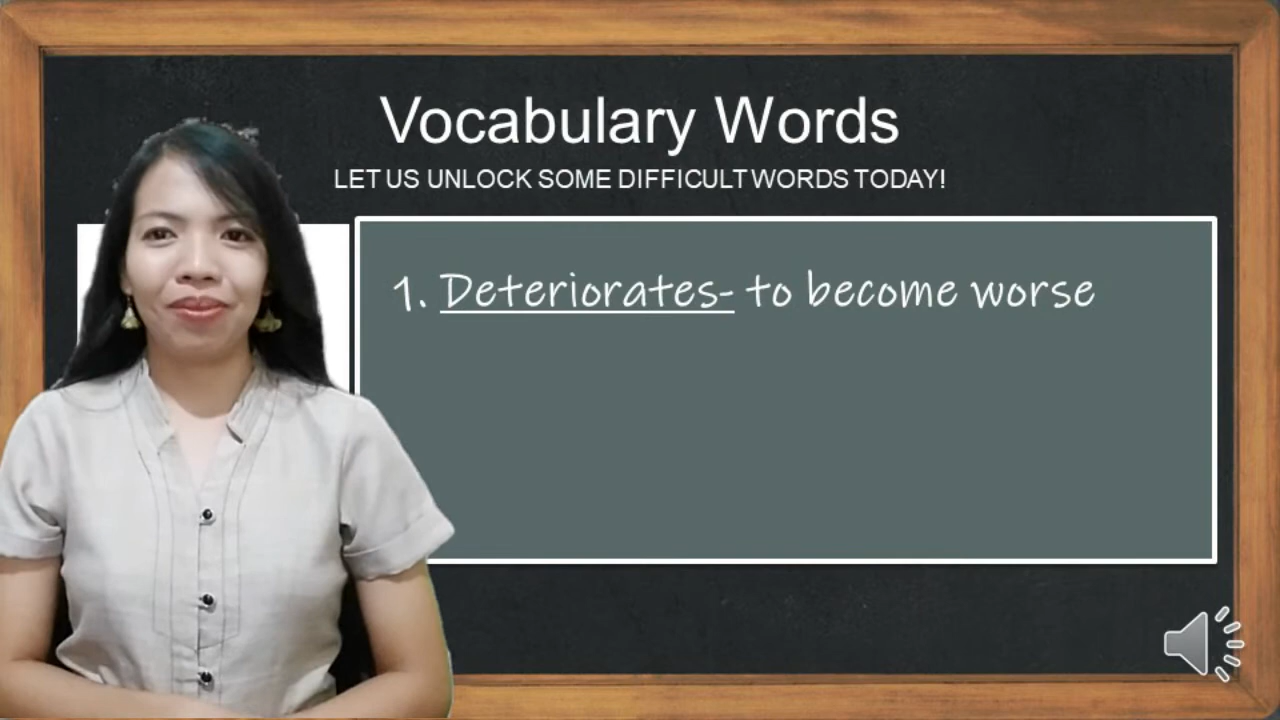 Vocabulary Words
LET US UNLOCK SOME DIFFICULT WORDS TODAY!
1. Deteriorates- to become worse